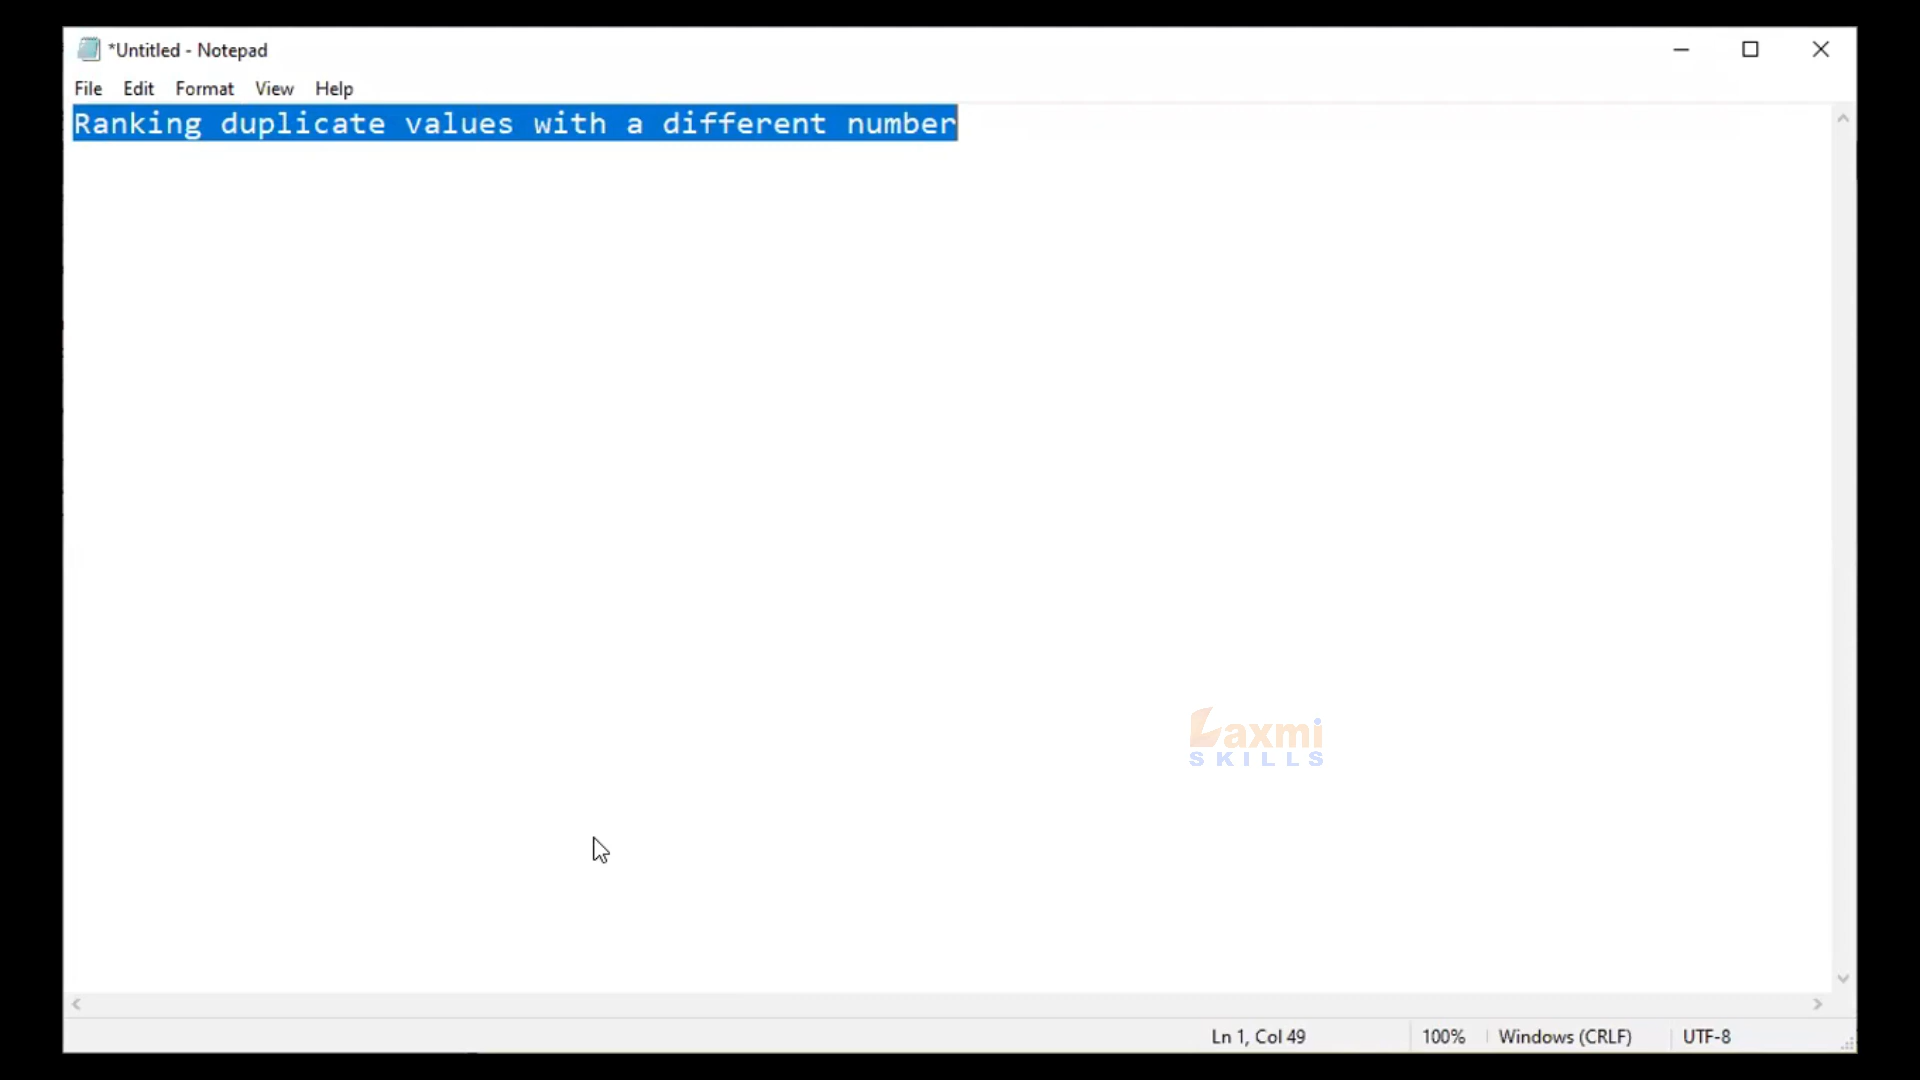 *Untitled - Notepad
File Edit Format View Help
Ranking duplicate values with a different number
Laxmi
SKILLS
Ln 1, Col 49 100% Windows (CRLF) UTF-8